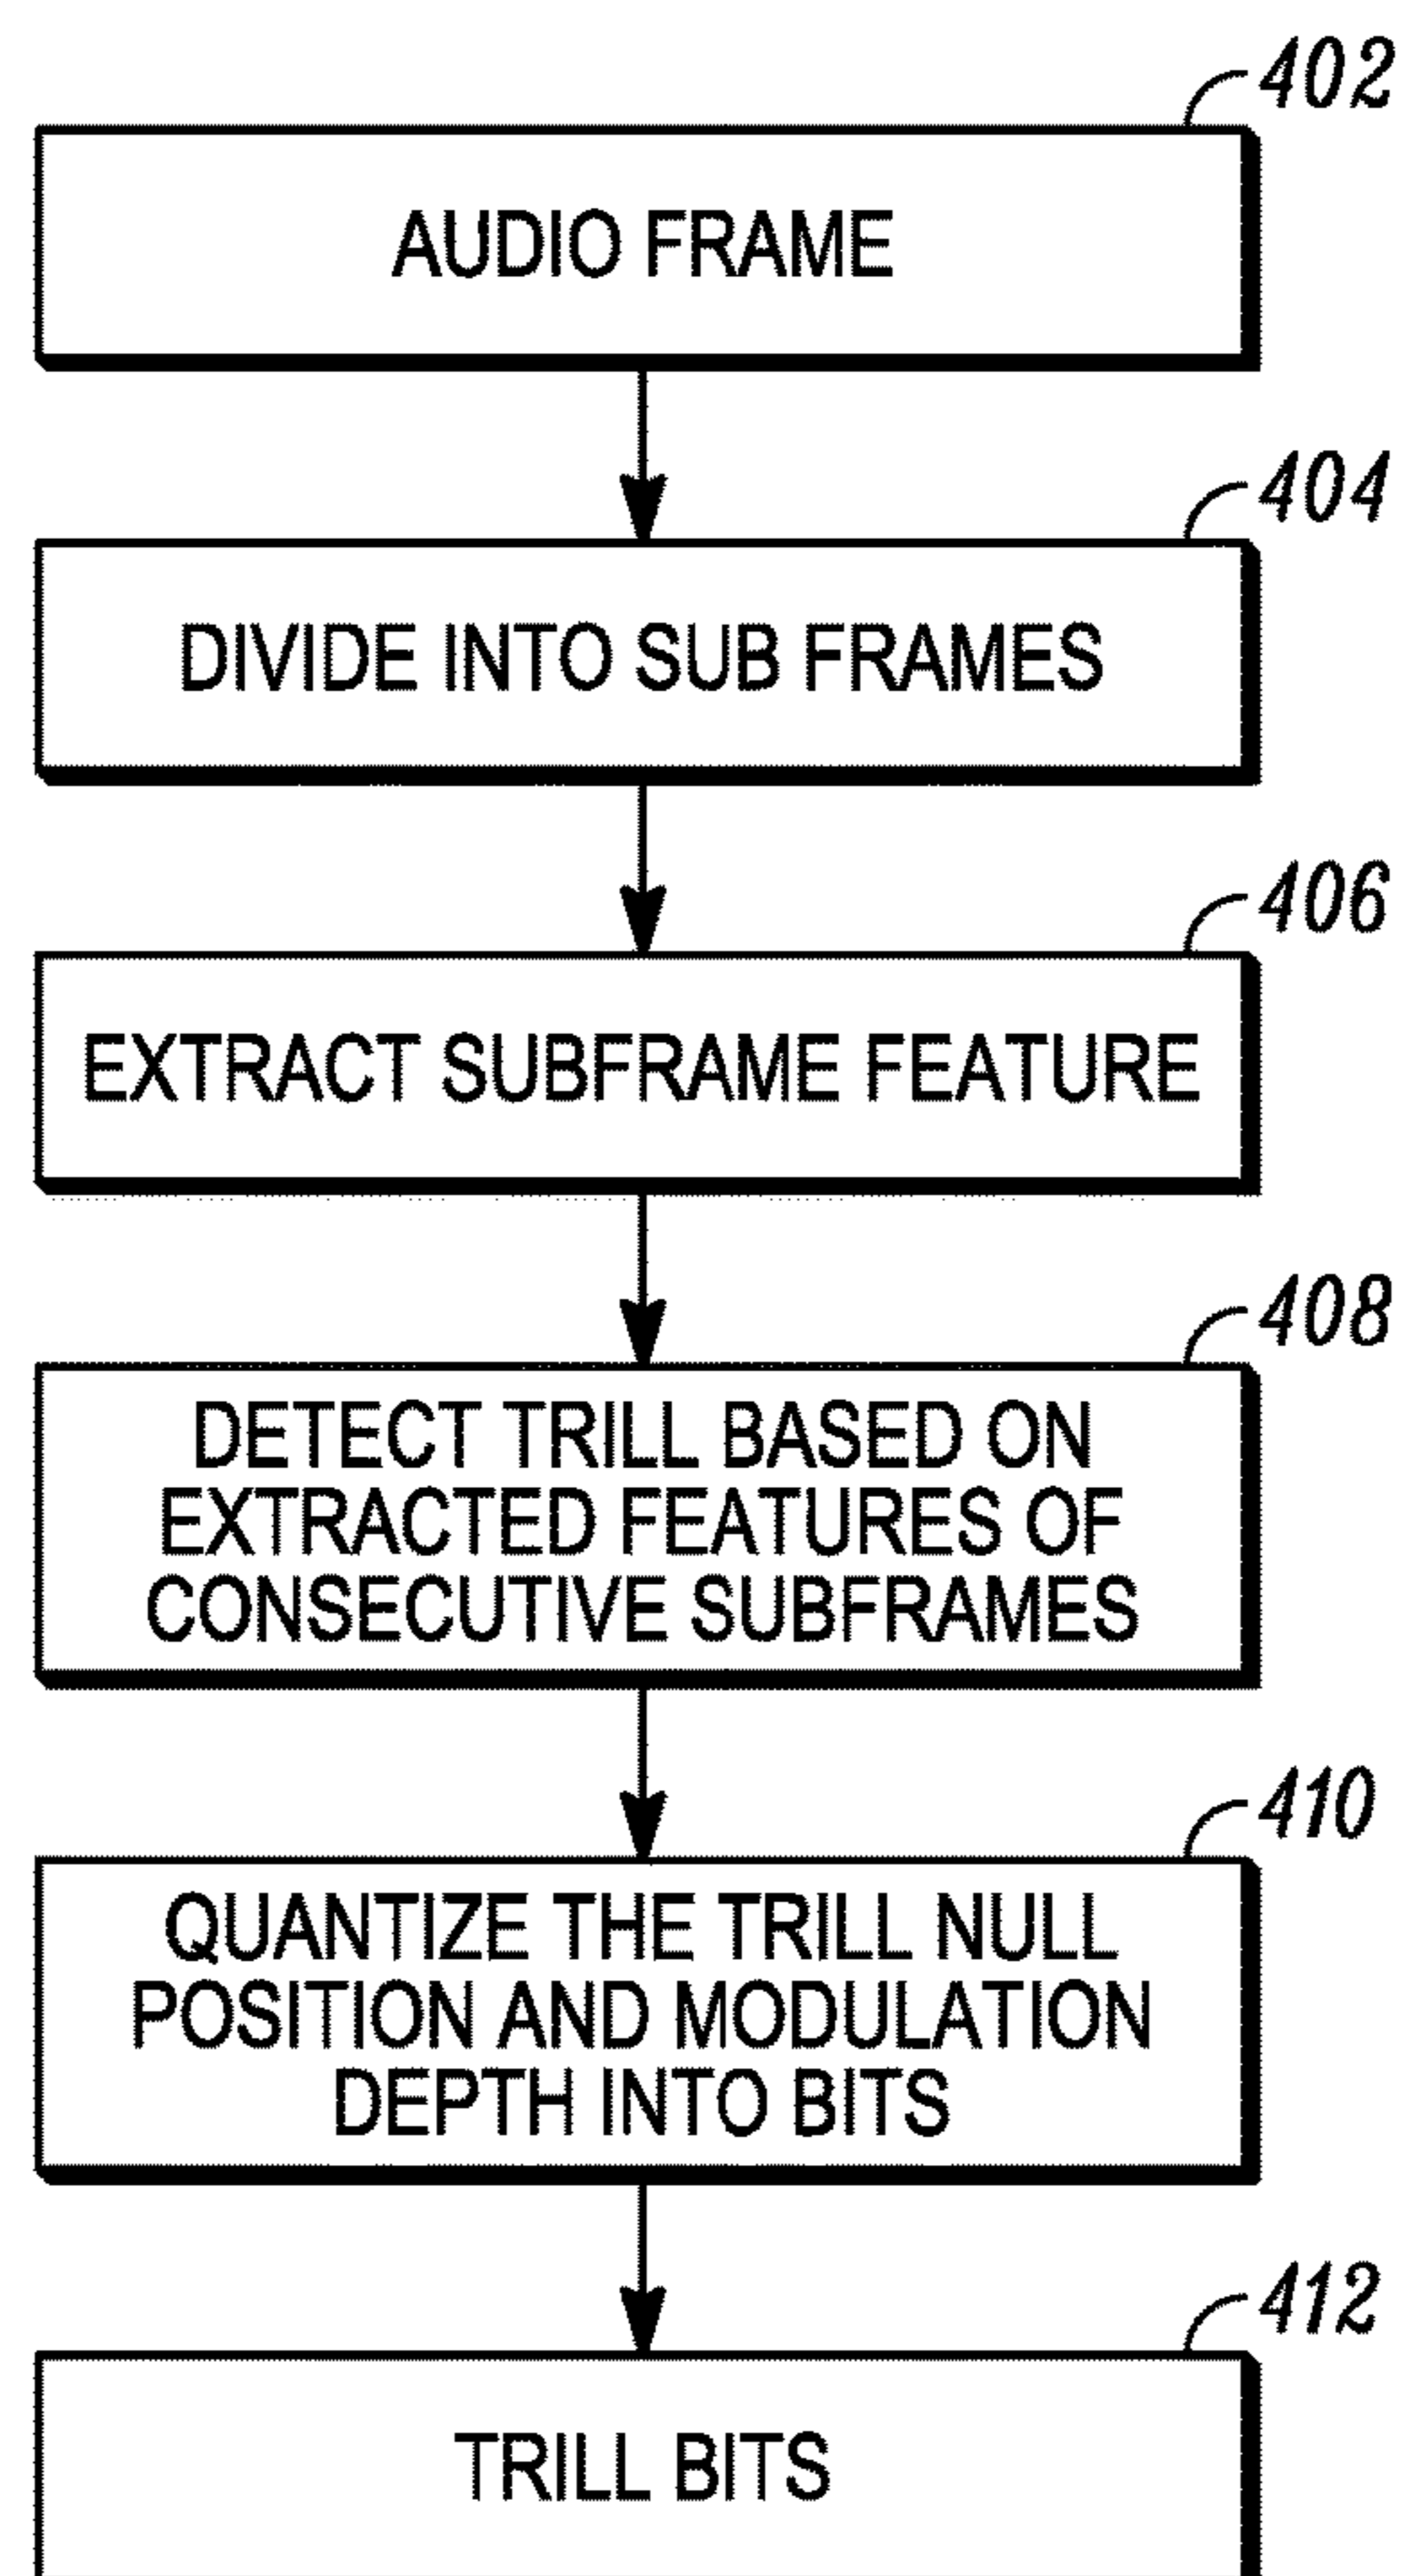 402
AUDIO FRAME
404
DIVIDE INTO SUB FRAMES
406
EXTRACT SUBFRAME FEATURE
408
DETECT TRILL BASED ON
EXTRACTED FEATURES OF
CONSECUTIVE SUBFRAMES
410
QUANTIZE THE TRILL NULL
POSITION AND MODULATION
DEPTH INTO BITS
412
TRILL BITS